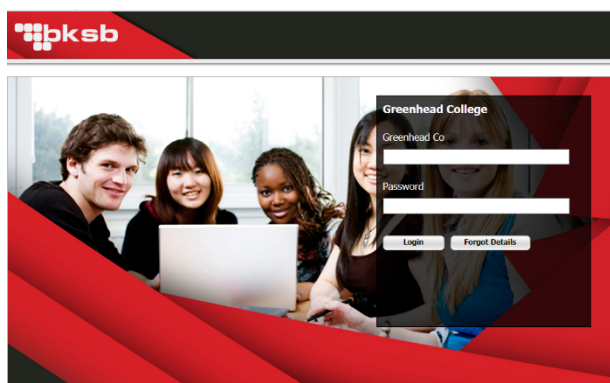 bksb
Greenhead College
Greenhead Co
Password
Login
Forgot Details